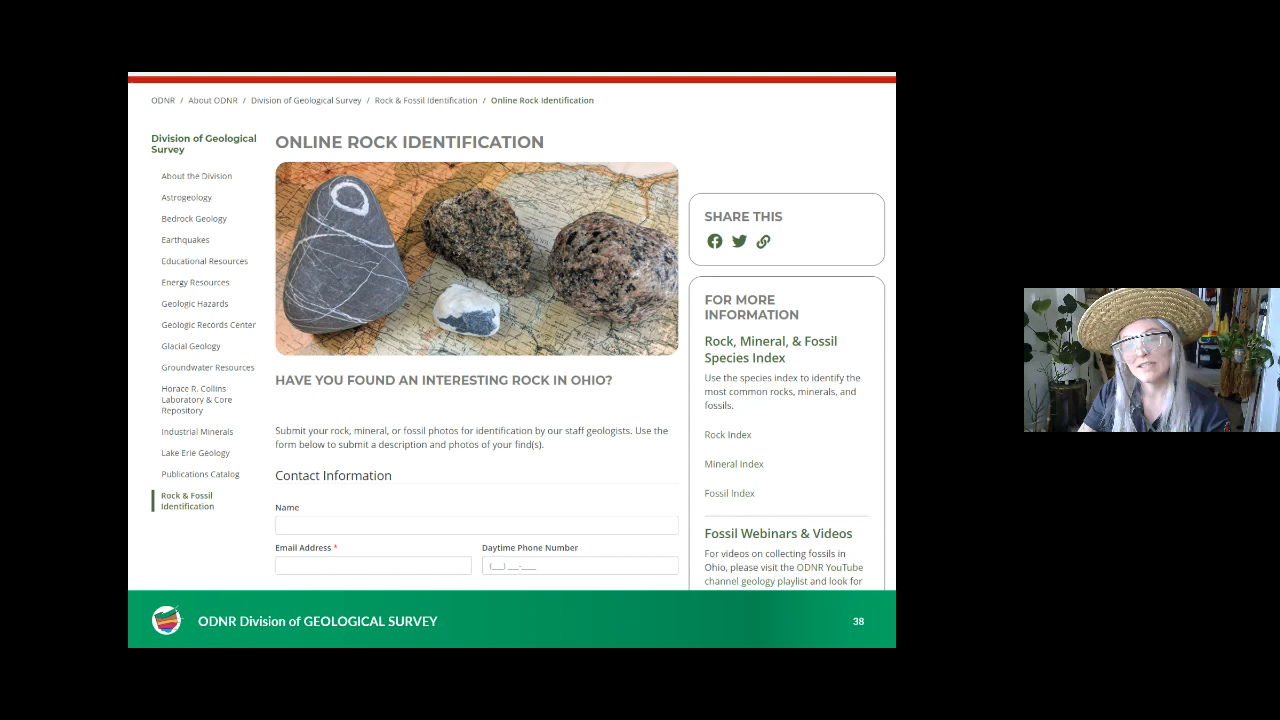 ODNR / About ODNR / Division of Geological Survey / Rock & Fossil Identification / Online Rock Identification
Division of Geological
Survey
About the Division
Astrogeology
Bedrock Geology
Earthquakes
Educational Resources
Energy Resources
Geologic Hazards
Geologic Records Center
Glacial Geology
Groundwater Resources
Horace R. Collins
Laboratory & Core
Repository
Industrial Minerals
Lake Erie Geology
Publications Catalog
Rock & Fossil
Identification
ONLINE ROCK IDENTIFICATION
HAVE YOU FOUND AN INTERESTING ROCK IN OHIO?
Submit your rock, mineral, or fossil photos for identification by our staff geologists. Use the
form below to submit a description and photos of your find(s).
Contact Information
Name
Email Address *
Daytime Phone Number
(___) ___-____
SHARE THIS
FOR MORE
INFORMATION
Rock, Mineral, & Fossil
Species Index
Use the species index to identify the
most common rocks, minerals, and
fossils.
Rock Index
Mineral Index
Fossil Index
Fossil Webinars & Videos
For videos on collecting fossils in
Ohio, please visit the ODNR YouTube
channel geology playlist and look for
ODNR Division of GEOLOGICAL SURVEY
38